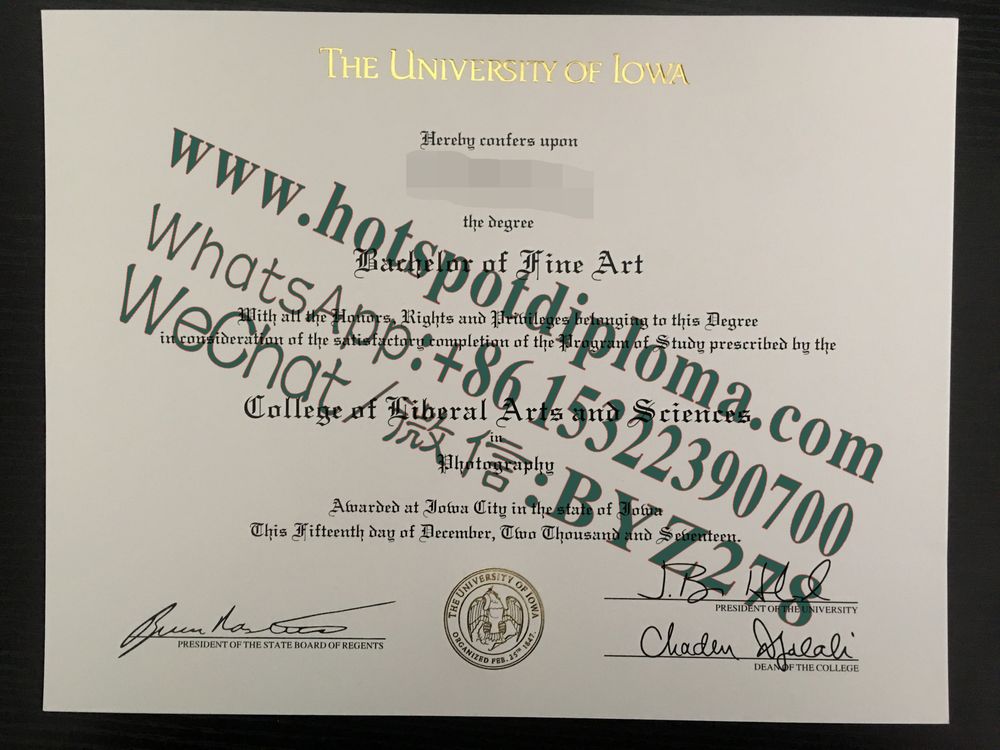 THE UNIVERSITY OF IOWA
Hereby confers upon
the degree
Bachelor of Fine Art
With all the Honors, Rights and Privileges belonging to this Degree
in consideration of the satisfactory completion of the Program of Study prescribed by the
College of Liberal Arts and Sciences
in
Photography
Awarded at Iowa City in the state of Iowa
This Fifteenth day of December, Two Thousand and Seventeen.
PRESIDENT OF THE STATE BOARD OF REGENTS
THE UNIVERSITY OF IOWA
ORGANIZED FEB. 25th 1847.
PRESIDENT OF THE UNIVERSITY
DEAN OF THE COLLEGE
www.hotspotdiploma.com
WhatsApp:+86 15322390700
WeChat/微信:BYZ278